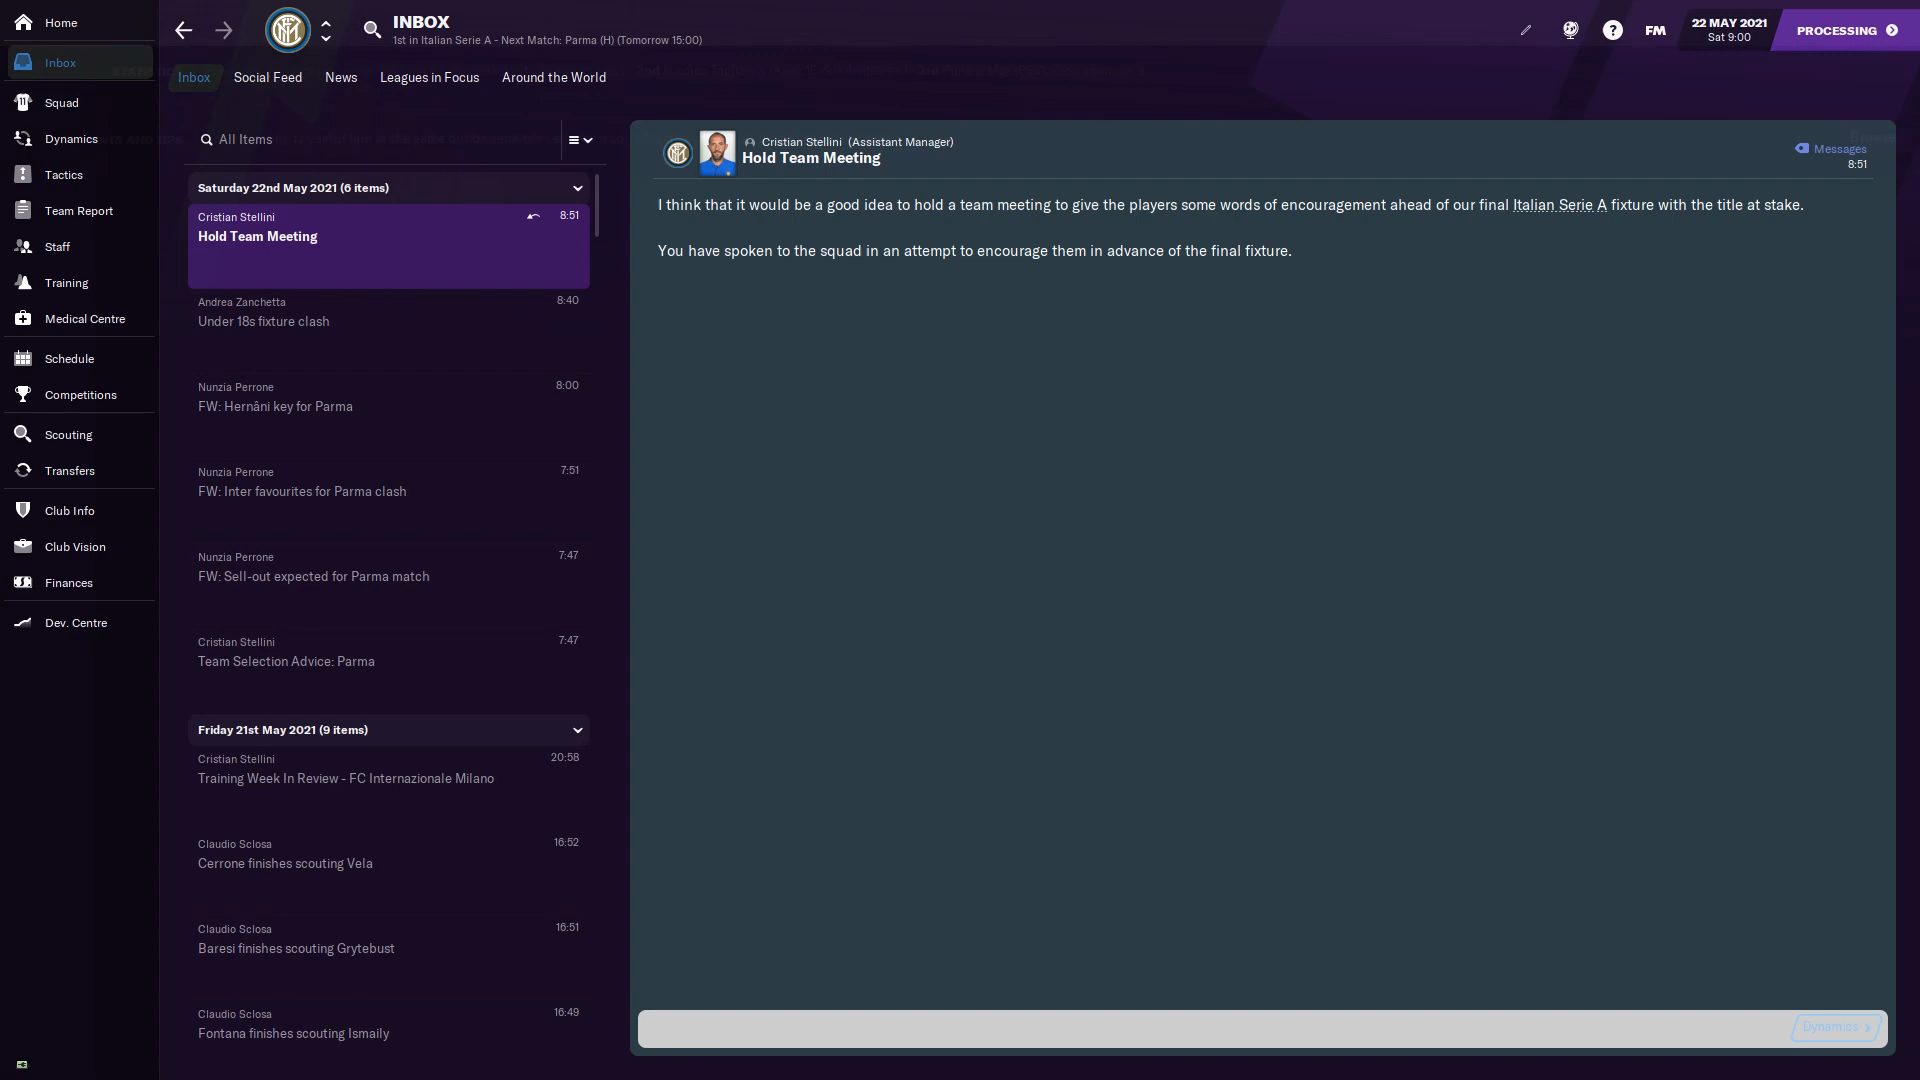 Home
Inbox
Squad
Dynamics
Tactics
Team Report
Staff
Training
Medical Centre
Schedule
Competitions
Scouting
Transfers
Club Info
Club Vision
Finances
Dev. Centre
INBOX
1st in Italian Serie A - Next Match: Parma (H) (Tomorrow 15:00)
FM
22 MAY 2021
Sat 9:00
PROCESSING
Inbox Social Feed News Leagues in Focus Around the World
All Items
Saturday 22nd May 2021 (6 items)
Cristian Stellini 8:51
Hold Team Meeting
Andrea Zanchetta 8:40
Under 18s fixture clash
Nunzia Perrone 8:00
FW: Hernâni key for Parma
Nunzia Perrone 7:51
FW: Inter favourites for Parma clash
Nunzia Perrone 7:47
FW: Sell-out expected for Parma match
Cristian Stellini 7:47
Team Selection Advice: Parma
Friday 21st May 2021 (9 items)
Cristian Stellini 20:58
Training Week In Review - FC Internazionale Milano
Claudio Sclosa 16:52
Cerrone finishes scouting Vela
Claudio Sclosa 16:51
Baresi finishes scouting Grytebust
Claudio Sclosa 16:49
Fontana finishes scouting Ismaily
Cristian Stellini (Assistant Manager)
Hold Team Meeting
Messages
8:51
I think that it would be a good idea to hold a team meeting to give the players some words of encouragement ahead of our final Italian Serie A fixture with the title at stake.
You have spoken to the squad in an attempt to encourage them in advance of the final fixture.
Dynamics